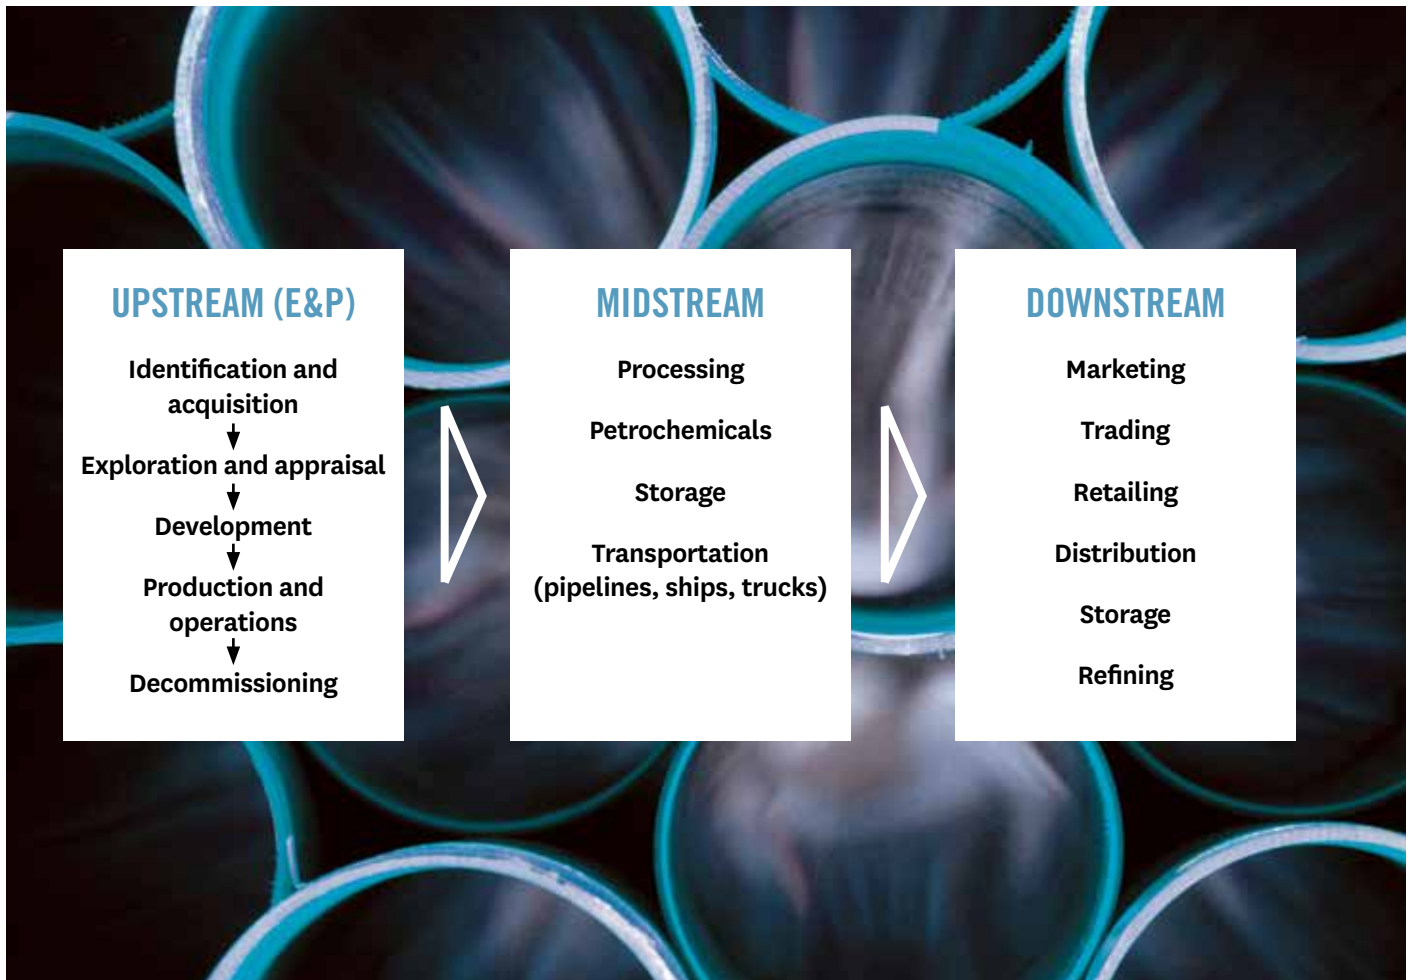 UPSTREAM (E&P)
Identification and
acquisition
Exploration and appraisal
Development
Production and
operations
Decommissioning
MIDSTREAM
Processing
Petrochemicals
Storage
Transportation
(pipelines, ships, trucks)
DOWNSTREAM
Marketing
Trading
Retailing
Distribution
Storage
Refining